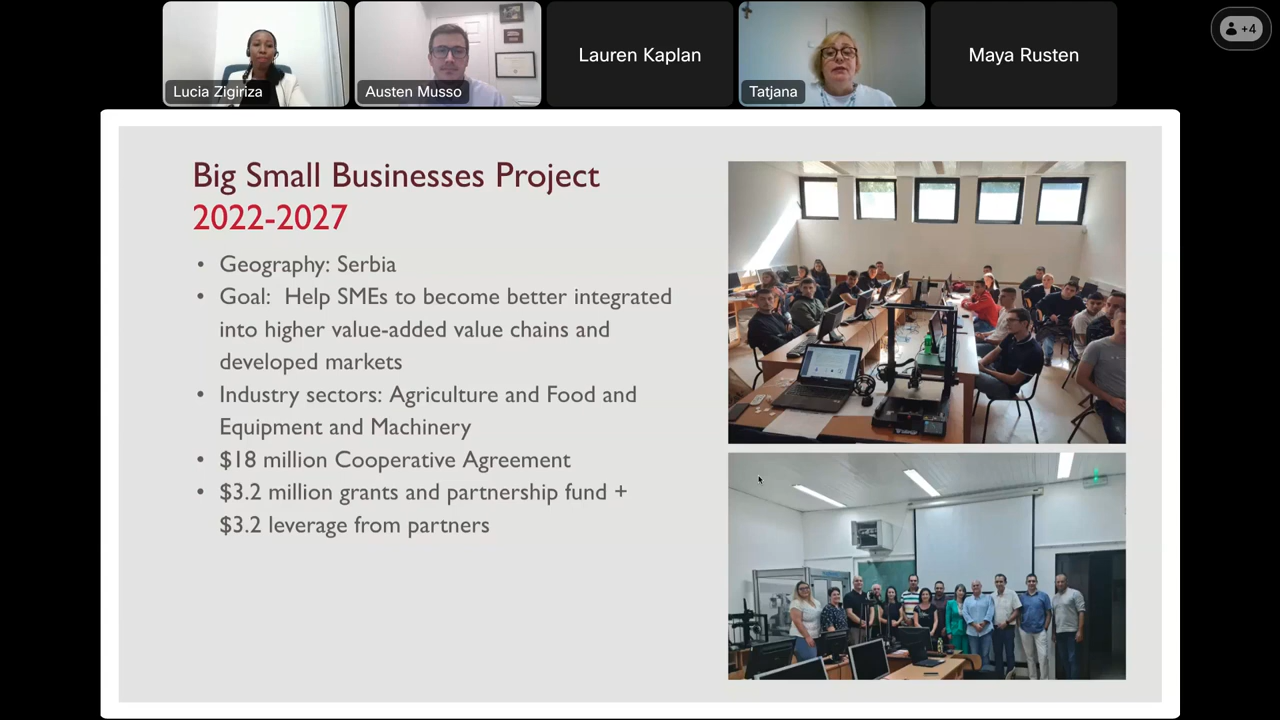 Lucia Zigiriza
Austen Musso
Lauren Kaplan
Tatjana
Maya Rusten
+4
Big Small Businesses Project
2022-2027
• Geography: Serbia
• Goal:  Help SMEs to become better integrated
into higher value-added value chains and
developed markets
• Industry sectors: Agriculture and Food and
Equipment and Machinery
• $18 million Cooperative Agreement
• $3.2 million grants and partnership fund +
$3.2 leverage from partners